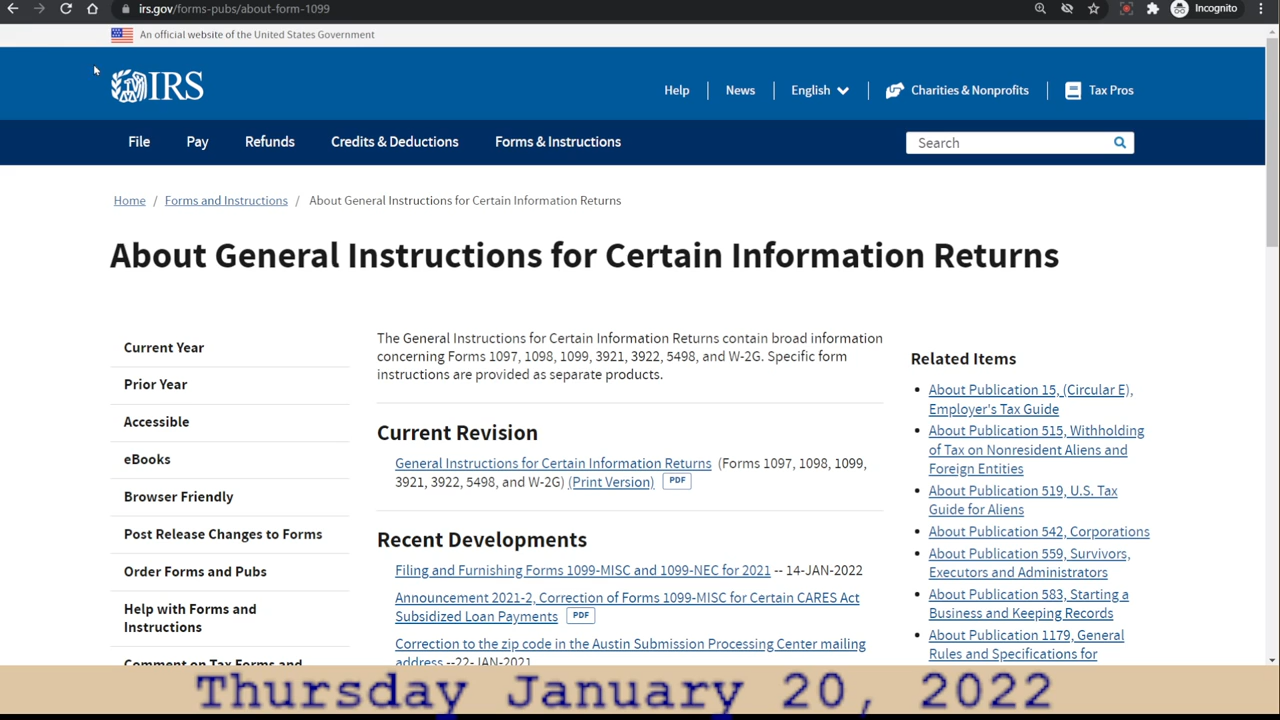 irs.gov/forms-pubs/about-form-1099
Incognito
An official website of the United States Government
IRS
Help
News
English
Charities & Nonprofits
Tax Pros
File
Pay
Refunds
Credits & Deductions
Forms & Instructions
Search
Home / Forms and Instructions / About General Instructions for Certain Information Returns
About General Instructions for Certain Information Returns
Current Year
Prior Year
Accessible
eBooks
Browser Friendly
Post Release Changes to Forms
Order Forms and Pubs
Help with Forms and
Instructions
Comment on Tax Forms and
The General Instructions for Certain Information Returns contain broad information
concerning Forms 1097, 1098, 1099, 3921, 3922, 5498, and W-2G. Specific form
instructions are provided as separate products.
Current Revision
General Instructions for Certain Information Returns (Forms 1097, 1098, 1099,
3921, 3922, 5498, and W-2G) (Print Version) PDF
Recent Developments
Filing and Furnishing Forms 1099-MISC and 1099-NEC for 2021 -- 14-JAN-2022
Announcement 2021-2, Correction of Forms 1099-MISC for Certain CARES Act
Subsidized Loan Payments PDF
Correction to the zip code in the Austin Submission Processing Center mailing
address --22-JAN-2021
Related Items
About Publication 15, (Circular E),
Employer's Tax Guide
About Publication 515, Withholding
of Tax on Nonresident Aliens and
Foreign Entities
About Publication 519, U.S. Tax
Guide for Aliens
About Publication 542, Corporations
About Publication 559, Survivors,
Executors and Administrators
About Publication 583, Starting a
Business and Keeping Records
About Publication 1179, General
Rules and Specifications for
Thursday January 20, 2022